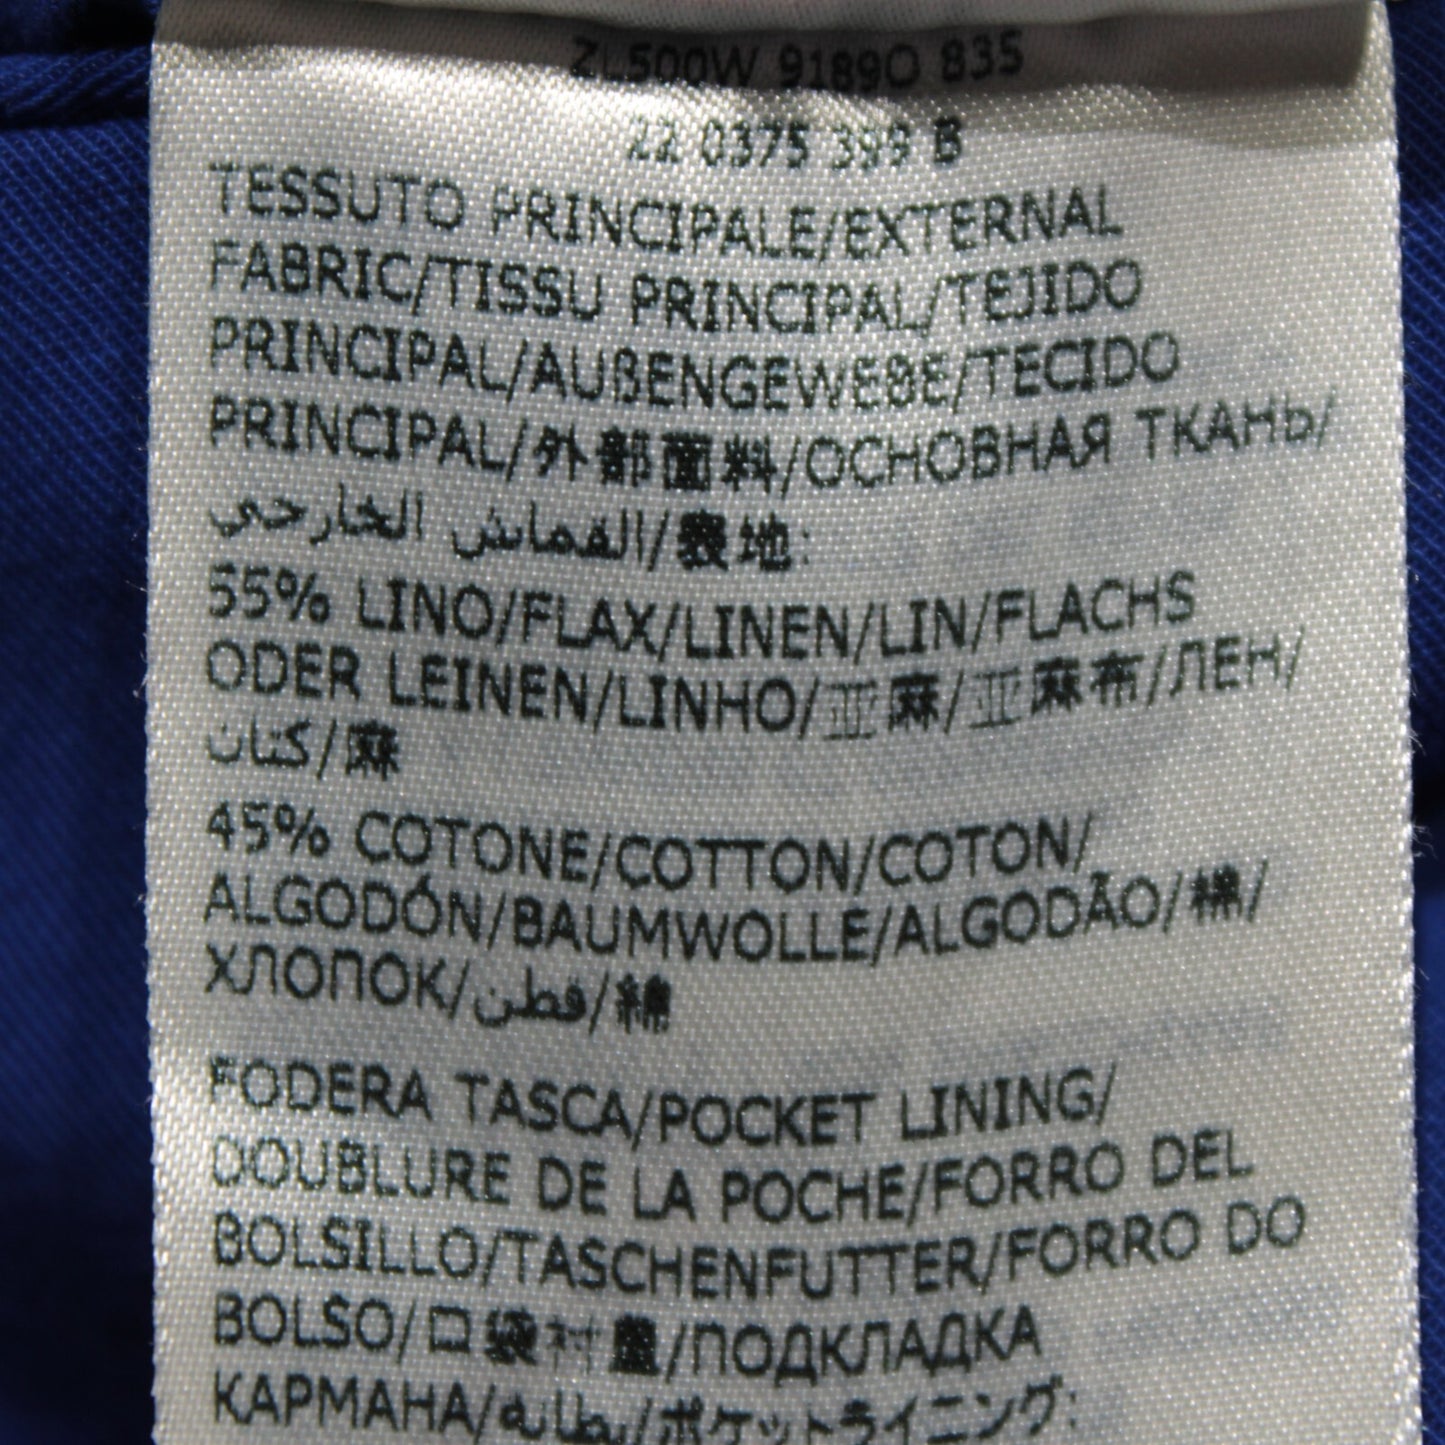 ZL500W 9189O 835
22 0375 399 B
TESSUTO PRINCIPALE/EXTERNAL
FABRIC/TISSU PRINCIPAL/TEJIDO
PRINCIPAL/AUßENGEWEBE/TECIDO
PRINCIPAL/外部面料/ОСНОВНАЯ ТКАНЬ/
القماش الخارجي/表地:
55% LINO/FLAX/LINEN/LIN/FLACHS
ODER LEINEN/LINHO/亚麻/亚麻布/ЛЕН/
كتان/麻
45% COTONE/COTTON/COTON/
ALGODÓN/BAUMWOLLE/ALGODÃO/棉/
ХЛОПОК/قطن/綿
FODERA TASCA/POCKET LINING/
DOUBLURE DE LA POCHE/FORRO DEL
BOLSILLO/TASCHENFUTTER/FORRO DO
BOLSO/口袋衬里/ПОДКЛАДКА
КАРМАНА/بطانة/ポケットライニング: